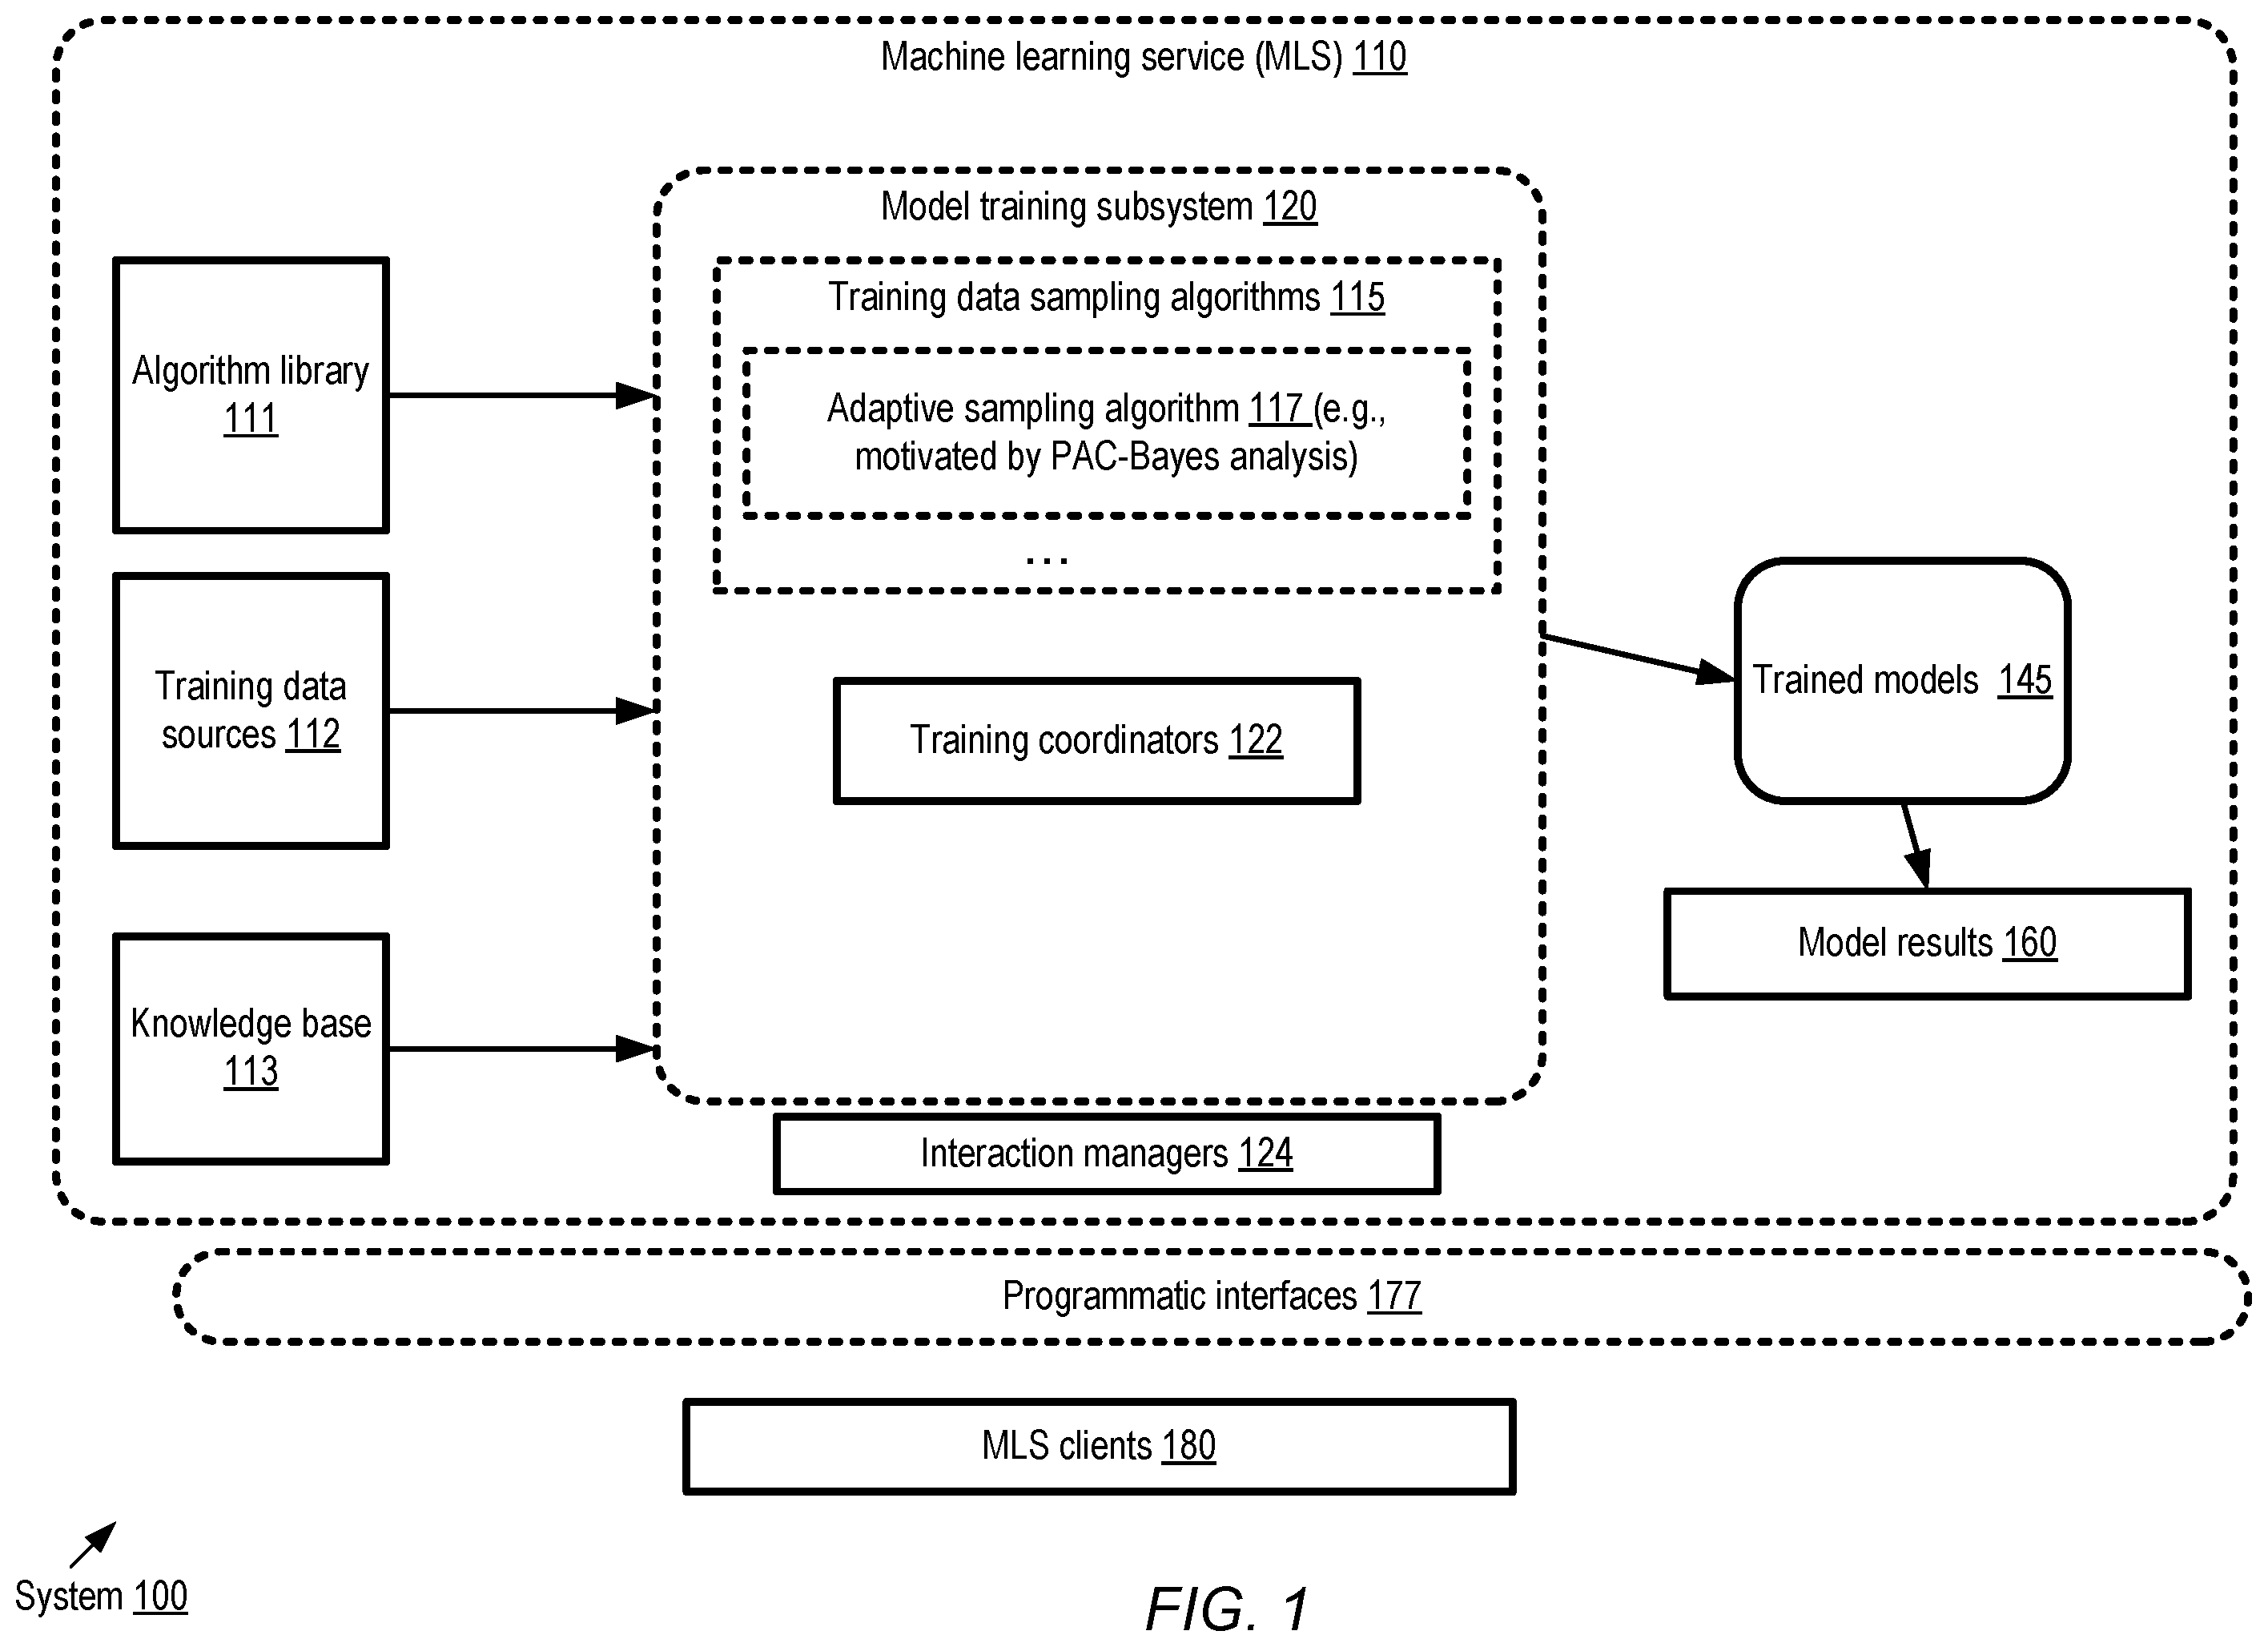 Machine learning service (MLS) 110
Model training subsystem 120
Training data sampling algorithms 115
Adaptive sampling algorithm 117 (e.g.,
motivated by PAC-Bayes analysis)
...
Algorithm library
111
Training data
sources 112
Knowledge base
113
Training coordinators 122
Trained models 145
Model results 160
Interaction managers 124
Programmatic interfaces 177
MLS clients 180
System 100
FIG. 1